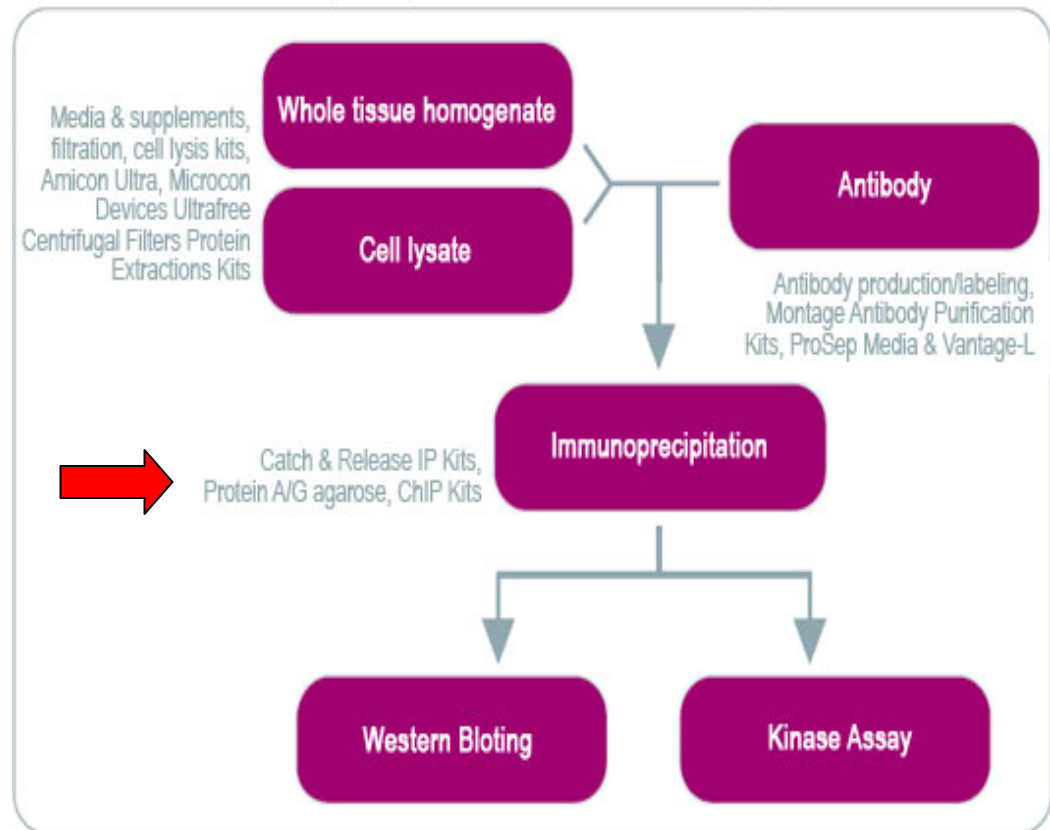 Whole tissue homogenate
Media & supplements,
filtration, cell lysis kits,
Amicon Ultra, Microcon
Devices Ultrafree
Centrifugal Filters Protein
Extractions Kits
Cell lysate
Antibody
Antibody production/labeling,
Montage Antibody Purification
Kits, ProSep Media & Vantage-L
Immunoprecipitation
Catch & Release IP Kits,
Protein A/G agarose, ChIP Kits
Western Bloting
Kinase Assay